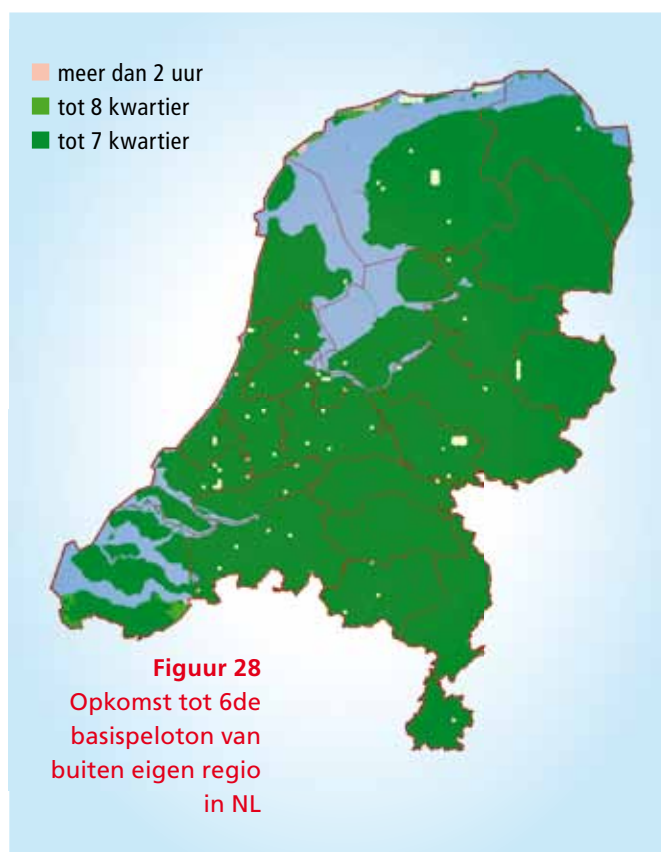 meer dan 2 uur
tot 8 kwartier
tot 7 kwartier
Figuur 28
Opkomst tot 6de
basispeloton van
buiten eigen regio
in NL